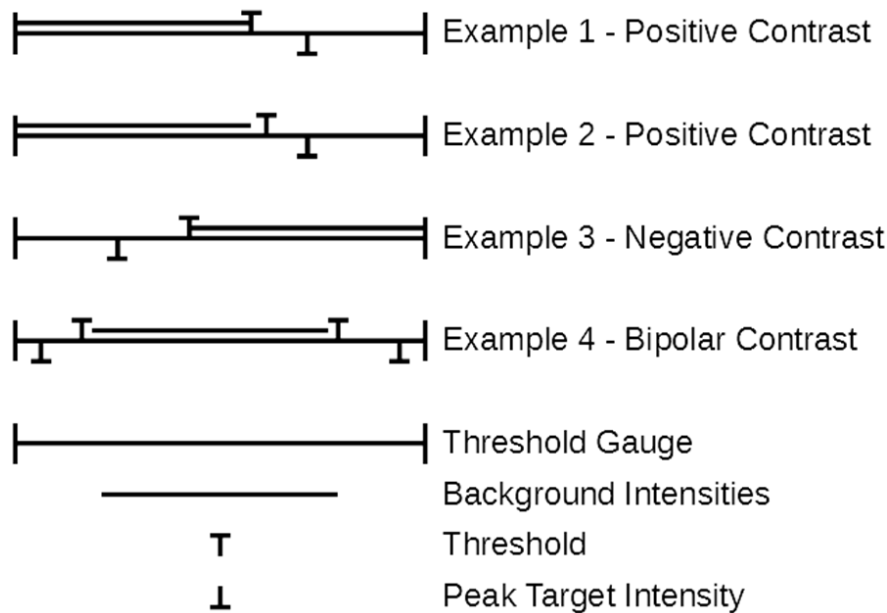 Example 1 - Positive Contrast
Example 2 - Positive Contrast
Example 3 - Negative Contrast
Example 4 - Bipolar Contrast
Threshold Gauge
Background Intensities
Threshold
Peak Target Intensity